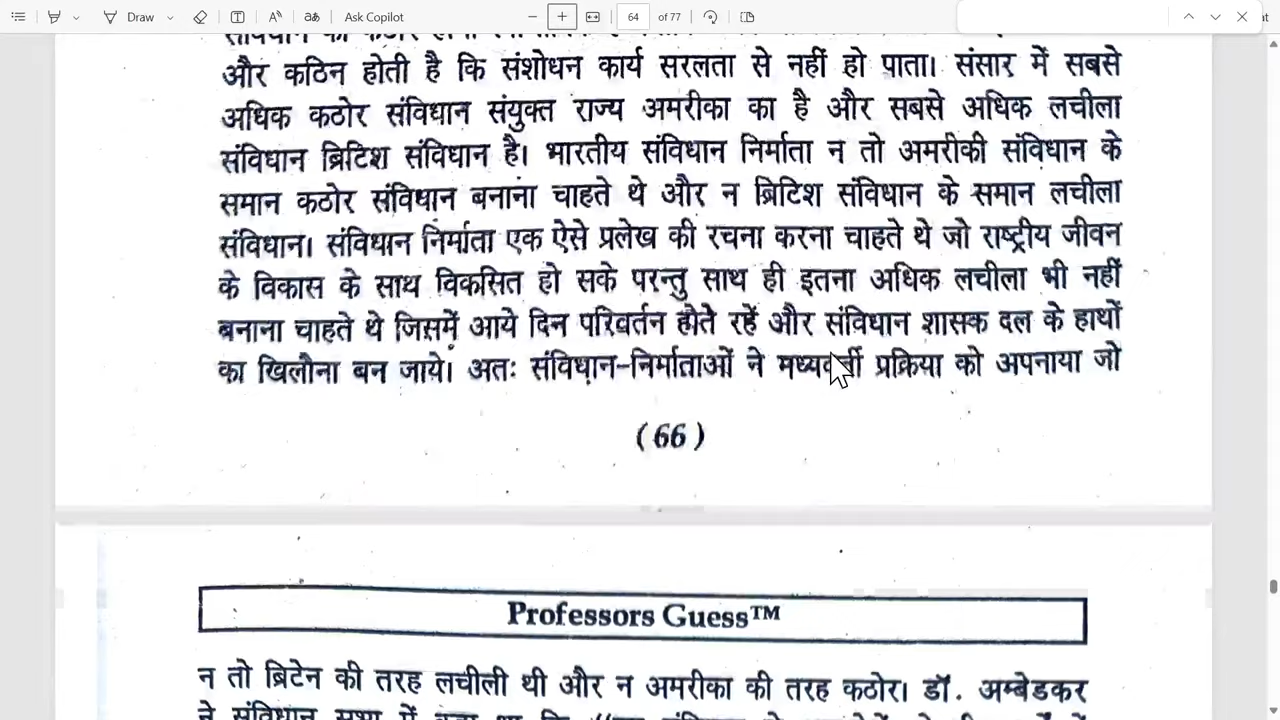 Draw
Ask Copilot
64 of 77
और कठिन होती है कि संशोधन कार्य सरलता से नहीं हो पाता। संसार में सबसे
अधिक कठोर संविधान संयुक्त राज्य अमरीका का है और सबसे अधिक लचीला
संविधान ब्रिटिश संविधान है। भारतीय संविधान निर्माता न तो अमरीकी संविधान के
समान कठोर संविधान बनाना चाहते थे और न ब्रिटिश संविधान के समान लचीला
संविधान। संविधान निर्माता एक ऐसे प्रलेख की रचना करना चाहते थे जो राष्ट्रीय जीवन
के विकास के साथ विकसित हो सके परन्तु साथ ही इतना अधिक लचीला भी नहीं
बनाना चाहते थे जिसमें आये दिन परिवर्तन होते रहें और संविधान शासक दल के हाथों
का खिलौना बन जाये। अतः संविधान-निर्माताओं ने मध्यवर्ती प्रक्रिया को अपनाया जो
(66)
Professors Guess™
न तो ब्रिटेन की तरह लचीली थी और न अमरीका की तरह कठोर। डॉ. अम्बेडकर